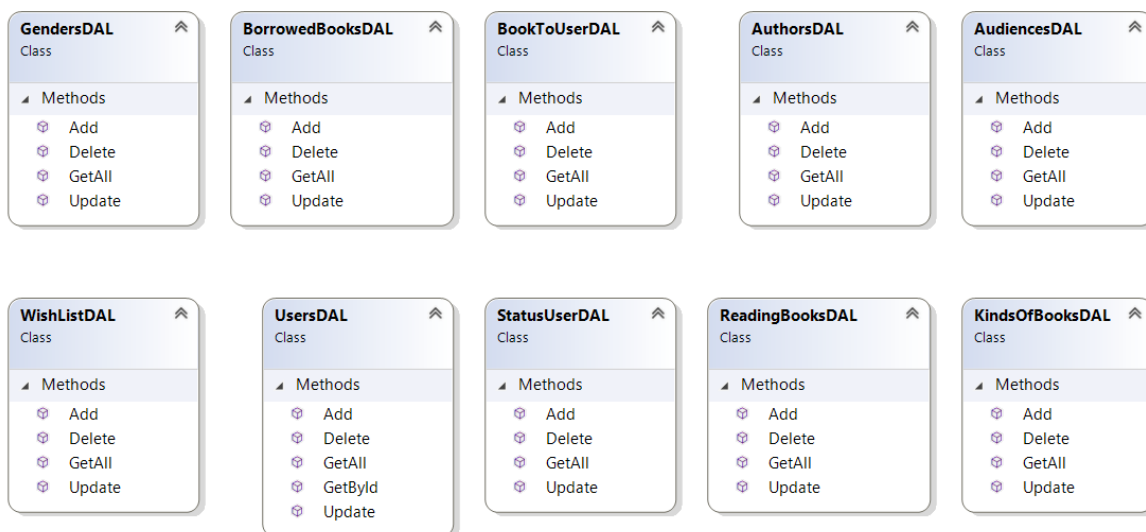 GendersDAL
Class
Methods
Add
Delete
GetAll
Update
BorrowedBooksDAL
Class
Methods
Add
Delete
GetAll
Update
BookToUserDAL
Class
Methods
Add
Delete
GetAll
Update
AuthorsDAL
Class
Methods
Add
Delete
GetAll
Update
AudiencesDAL
Class
Methods
Add
Delete
GetAll
Update
WishListDAL
Class
Methods
Add
Delete
GetAll
Update
UsersDAL
Class
Methods
Add
Delete
GetAll
GetById
Update
StatusUserDAL
Class
Methods
Add
Delete
GetAll
Update
ReadingBooksDAL
Class
Methods
Add
Delete
GetAll
Update
KindsOfBooksDAL
Class
Methods
Add
Delete
GetAll
Update